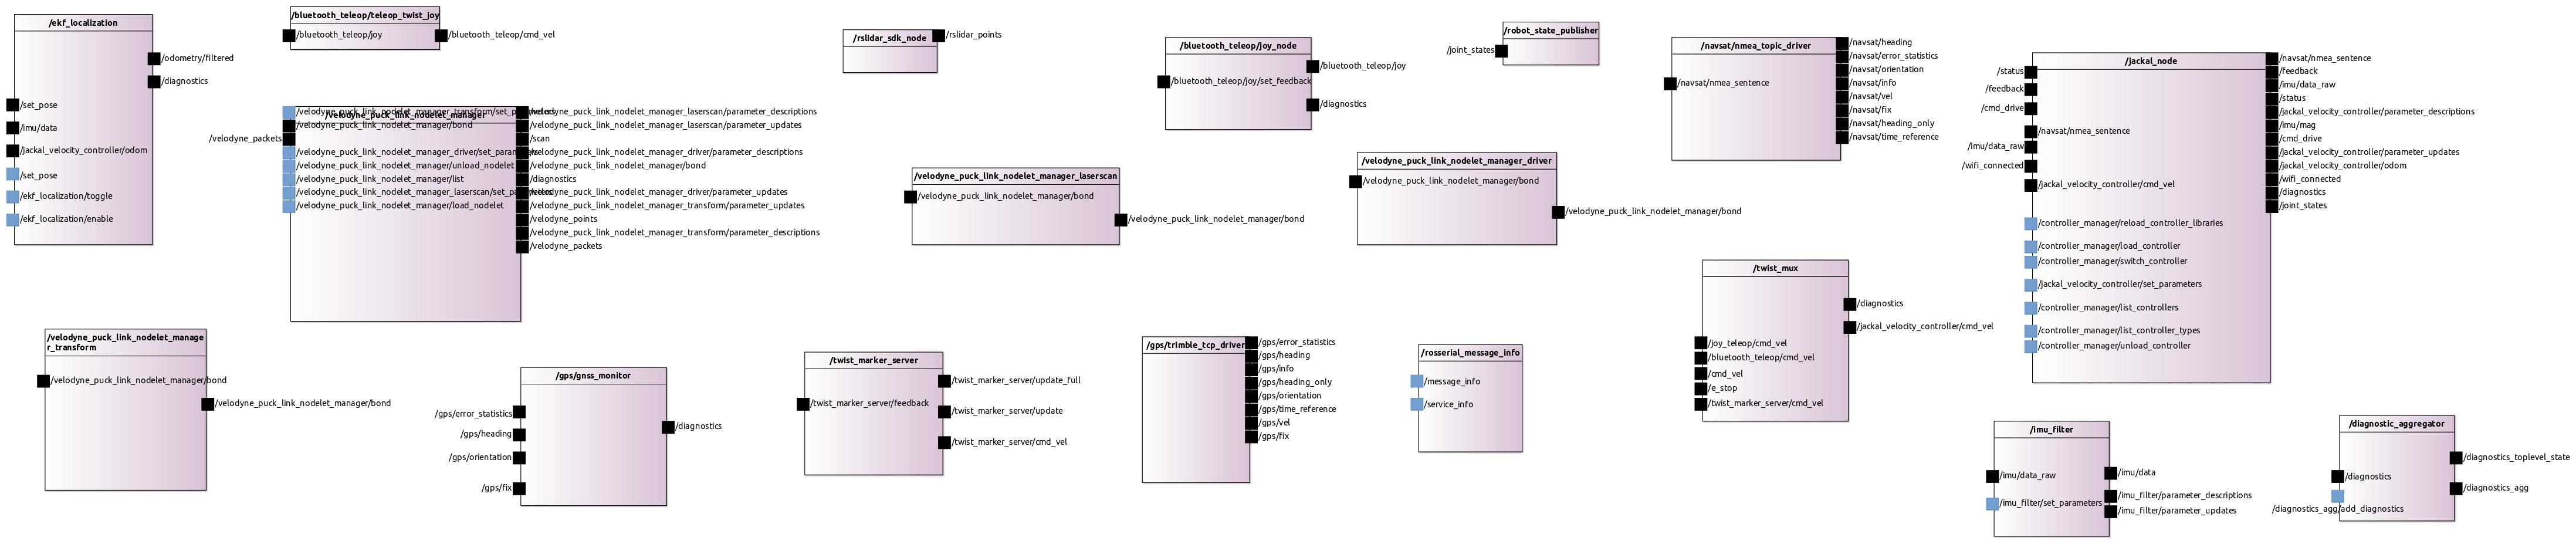 /ekf_localization
/odometry/filtered
/diagnostics
/set_pose
/imu/data
/jackal_velocity_controller/odom
/set_pose
/ekf_localization/toggle
/ekf_localization/enable
/bluetooth_teleop/teleop_twist_joy
/bluetooth_teleop/joy
/bluetooth_teleop/cmd_vel
/velodyne_puck_link_nodelet_manager
/velodyne_puck_link_nodelet_manager_transform/set_parameters
/velodyne_puck_link_nodelet_manager/bond
/velodyne_packets
/velodyne_puck_link_nodelet_manager_driver/set_parameters
/velodyne_puck_link_nodelet_manager/unload_nodelet
/velodyne_puck_link_nodelet_manager/list
/velodyne_puck_link_nodelet_manager_laserscan/set_parameters
/velodyne_puck_link_nodelet_manager/load_nodelet
/velodyne_puck_link_nodelet_manager_laserscan/parameter_descriptions
/velodyne_puck_link_nodelet_manager_laserscan/parameter_updates
/scan
/velodyne_puck_link_nodelet_manager_driver/parameter_descriptions
/velodyne_puck_link_nodelet_manager/bond
/diagnostics
/velodyne_puck_link_nodelet_manager_driver/parameter_updates
/velodyne_puck_link_nodelet_manager_transform/parameter_updates
/velodyne_points
/velodyne_puck_link_nodelet_manager_transform/parameter_descriptions
/velodyne_packets
/rslidar_sdk_node
/rslidar_points
/velodyne_puck_link_nodelet_manager_laserscan
/velodyne_puck_link_nodelet_manager/bond
/velodyne_puck_link_nodelet_manager/bond
/bluetooth_teleop/joy_node
/bluetooth_teleop/joy/set_feedback
/bluetooth_teleop/joy
/diagnostics
/robot_state_publisher
/joint_states
/velodyne_puck_link_nodelet_manager_driver
/velodyne_puck_link_nodelet_manager/bond
/velodyne_puck_link_nodelet_manager/bond
/navsat/nmea_topic_driver
/navsat/nmea_sentence
/navsat/heading
/navsat/error_statistics
/navsat/orientation
/navsat/info
/navsat/vel
/navsat/fix
/navsat/heading_only
/navsat/time_reference
/jackal_node
/status
/feedback
/cmd_drive
/navsat/nmea_sentence
/imu/data_raw
/wifi_connected
/jackal_velocity_controller/cmd_vel
/controller_manager/reload_controller_libraries
/controller_manager/load_controller
/controller_manager/switch_controller
/jackal_velocity_controller/set_parameters
/controller_manager/list_controllers
/controller_manager/list_controller_types
/controller_manager/unload_controller
/navsat/nmea_sentence
/feedback
/imu/data_raw
/status
/jackal_velocity_controller/parameter_descriptions
/imu/mag
/cmd_drive
/jackal_velocity_controller/parameter_updates
/jackal_velocity_controller/odom
/wifi_connected
/diagnostics
/joint_states
/velodyne_puck_link_nodelet_manage
r_transform
/velodyne_puck_link_nodelet_manager/bond
/velodyne_puck_link_nodelet_manager/bond
/gps/gnss_monitor
/gps/error_statistics
/gps/heading
/gps/orientation
/gps/fix
/diagnostics
/twist_marker_server
/twist_marker_server/feedback
/twist_marker_server/update_full
/twist_marker_server/update
/twist_marker_server/cmd_vel
/gps/trimble_tcp_driver
/gps/error_statistics
/gps/heading
/gps/info
/gps/heading_only
/gps/orientation
/gps/time_reference
/gps/vel
/gps/fix
/rosserial_message_info
/message_info
/service_info
/twist_mux
/diagnostics
/jackal_velocity_controller/cmd_vel
/joy_teleop/cmd_vel
/bluetooth_teleop/cmd_vel
/cmd_vel
/e_stop
/twist_marker_server/cmd_vel
/imu_filter
/imu/data_raw
/imu_filter/set_parameters
/imu/data
/imu_filter/parameter_descriptions
/imu_filter/parameter_updates
/diagnostic_aggregator
/diagnostics
/diagnostics_agg/add_diagnostics
/diagnostics_toplevel_state
/diagnostics_agg